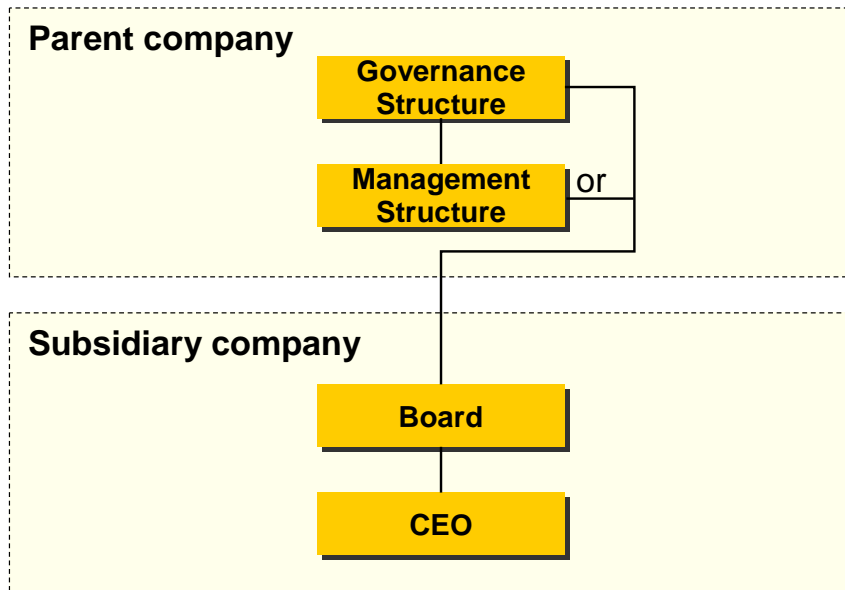 Parent company
Governance
Structure
Management
Structure
or
Subsidiary company
Board
CEO